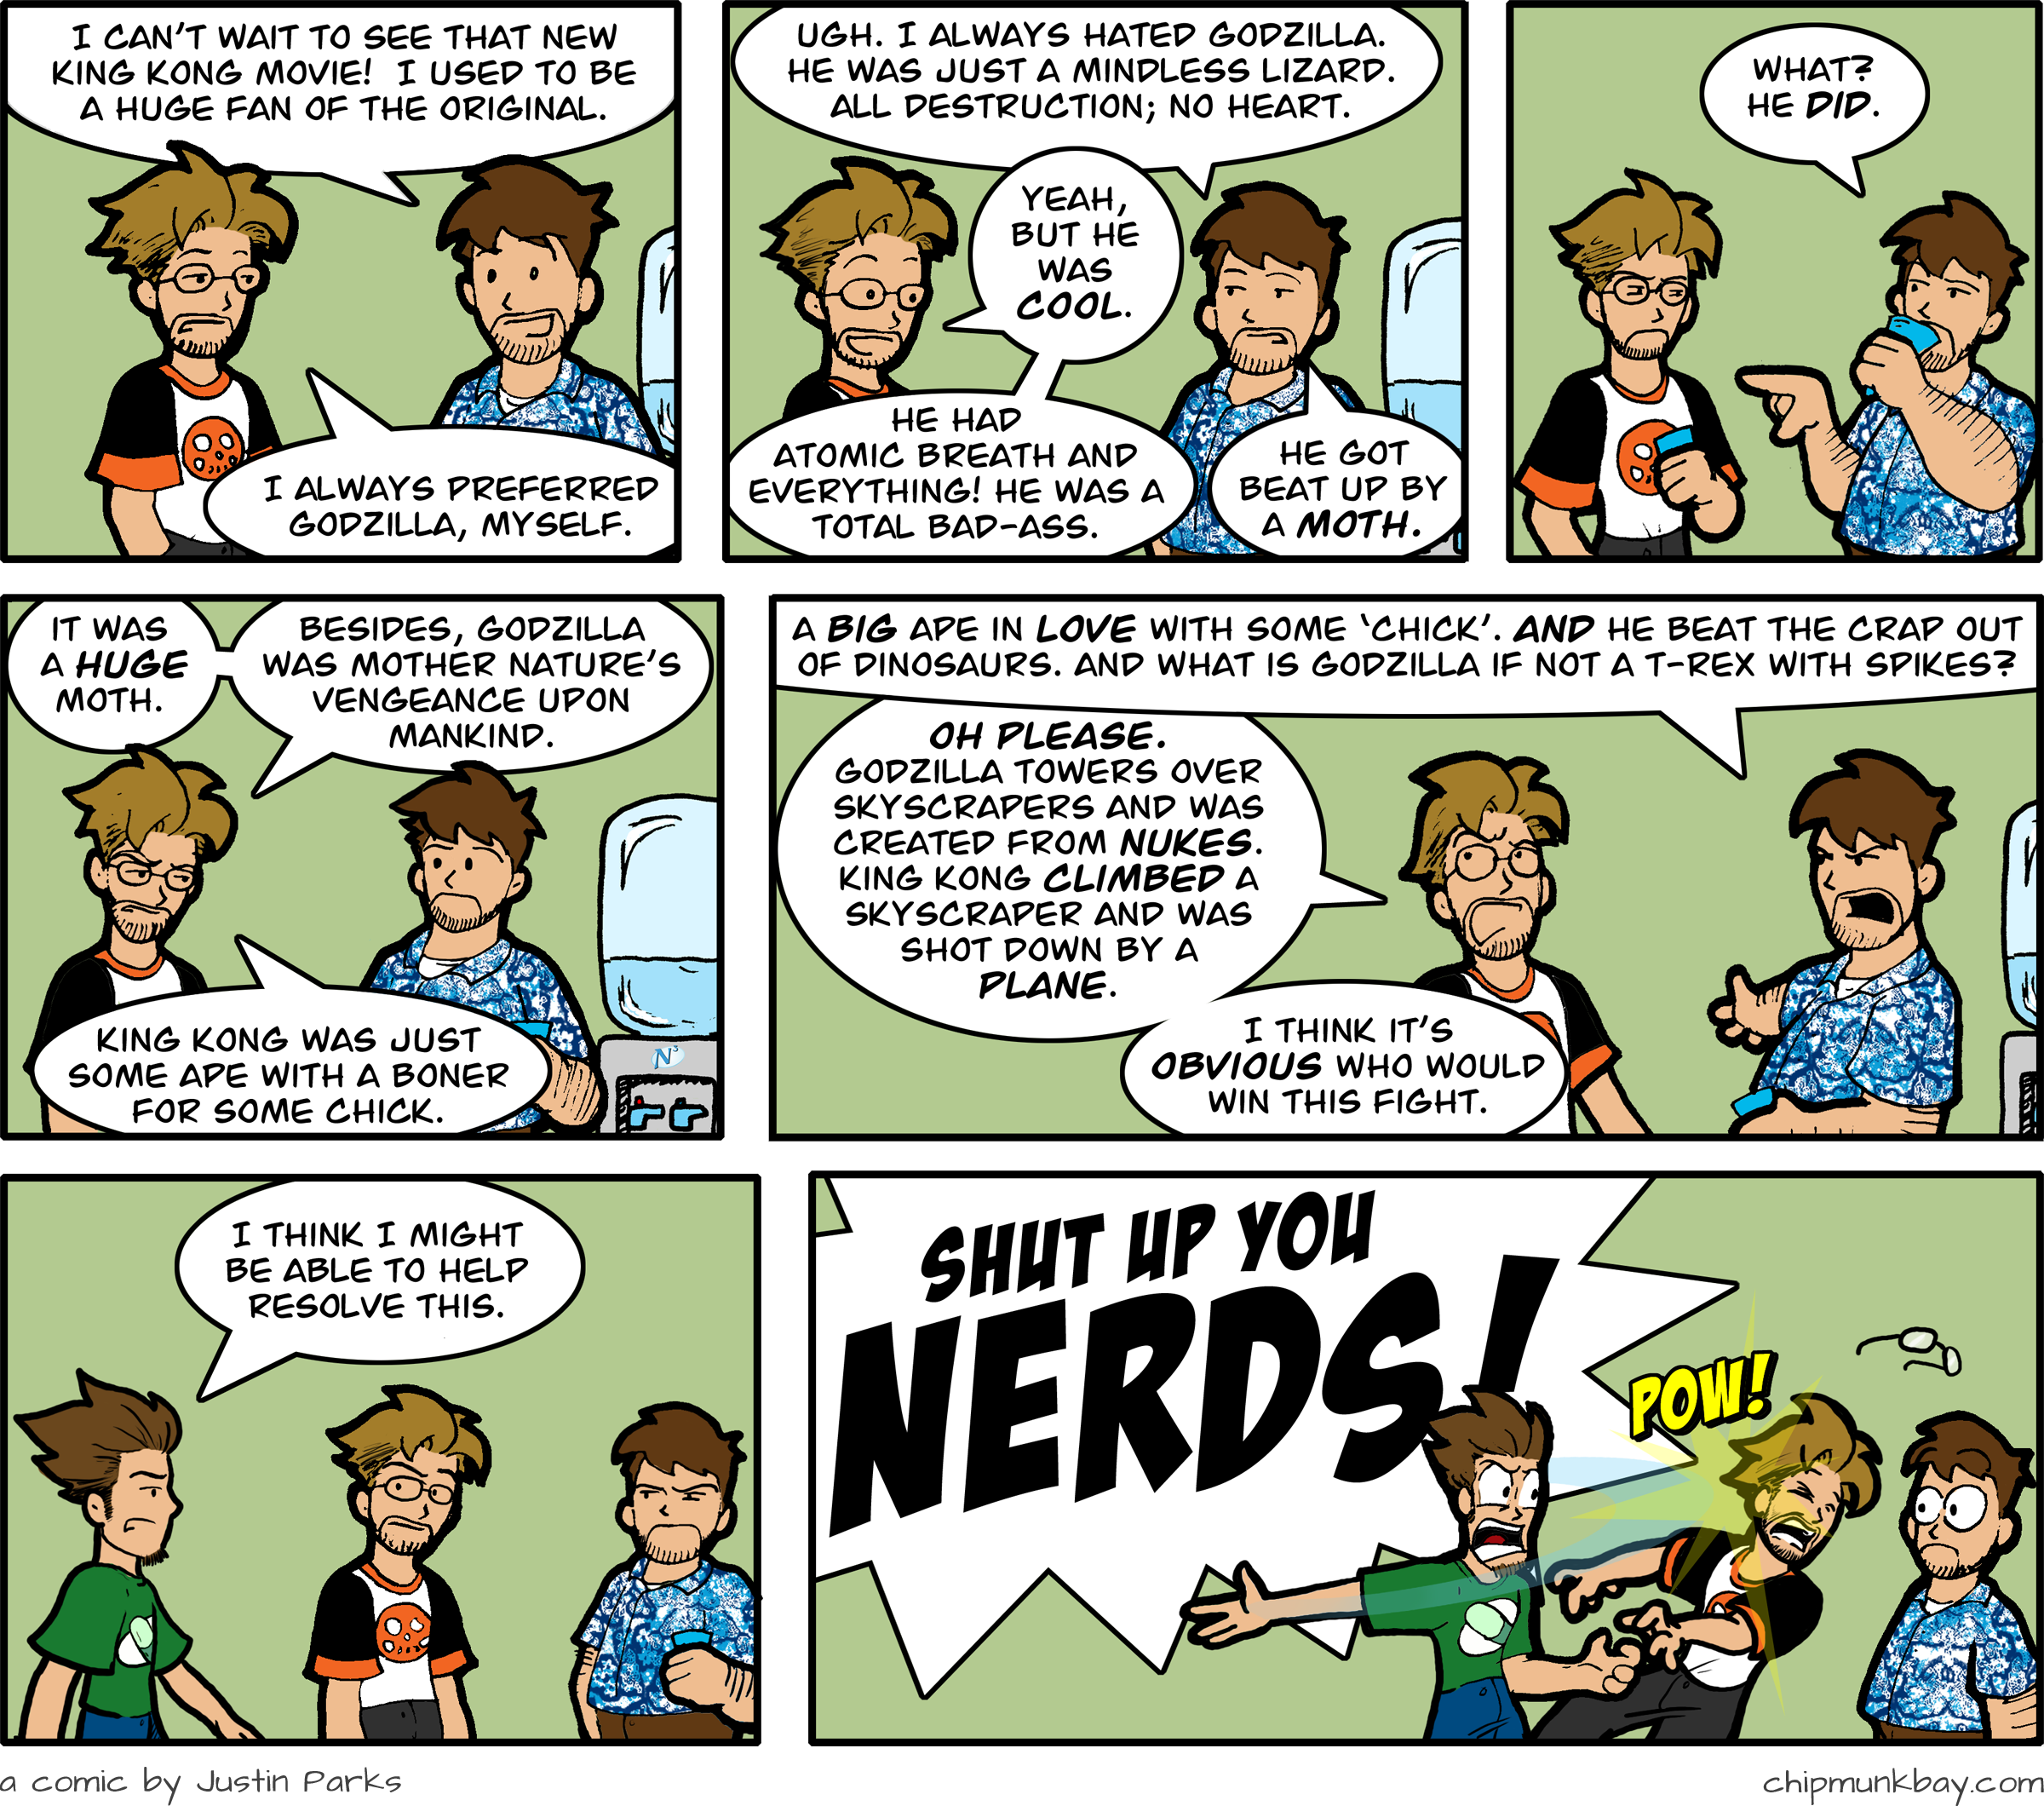 I CAN'T WAIT TO SEE THAT NEW
KING KONG MOVIE! I USED TO BE
A HUGE FAN OF THE ORIGINAL.
I ALWAYS PREFERRED
GODZILLA, MYSELF.
UGH. I ALWAYS HATED GODZILLA.
HE WAS JUST A MINDLESS LIZARD.
ALL DESTRUCTION; NO HEART.
YEAH,
BUT HE
WAS
COOL.
HE HAD
ATOMIC BREATH AND
EVERYTHING! HE WAS A
TOTAL BAD-ASS.
HE GOT
BEAT UP BY
A MOTH.
WHAT?
HE DID.
IT WAS
A HUGE
MOTH.
BESIDES, GODZILLA
WAS MOTHER NATURE'S
VENGEANCE UPON
MANKIND.
KING KONG WAS JUST
SOME APE WITH A BONER
FOR SOME CHICK.
N³
A BIG APE IN LOVE WITH SOME 'CHICK'. AND HE BEAT THE CRAP OUT
OF DINOSAURS. AND WHAT IS GODZILLA IF NOT A T-REX WITH SPIKES?
OH PLEASE.
GODZILLA TOWERS OVER
SKYSCRAPERS AND WAS
CREATED FROM NUKES.
KING KONG CLIMBED A
SKYSCRAPER AND WAS
SHOT DOWN BY A
PLANE.
I THINK IT'S
OBVIOUS WHO WOULD
WIN THIS FIGHT.
I THINK I MIGHT
BE ABLE TO HELP
RESOLVE THIS.
SHUT UP YOU
NERDS!
POW!
a comic by Justin Parks
chipmunkbay.com